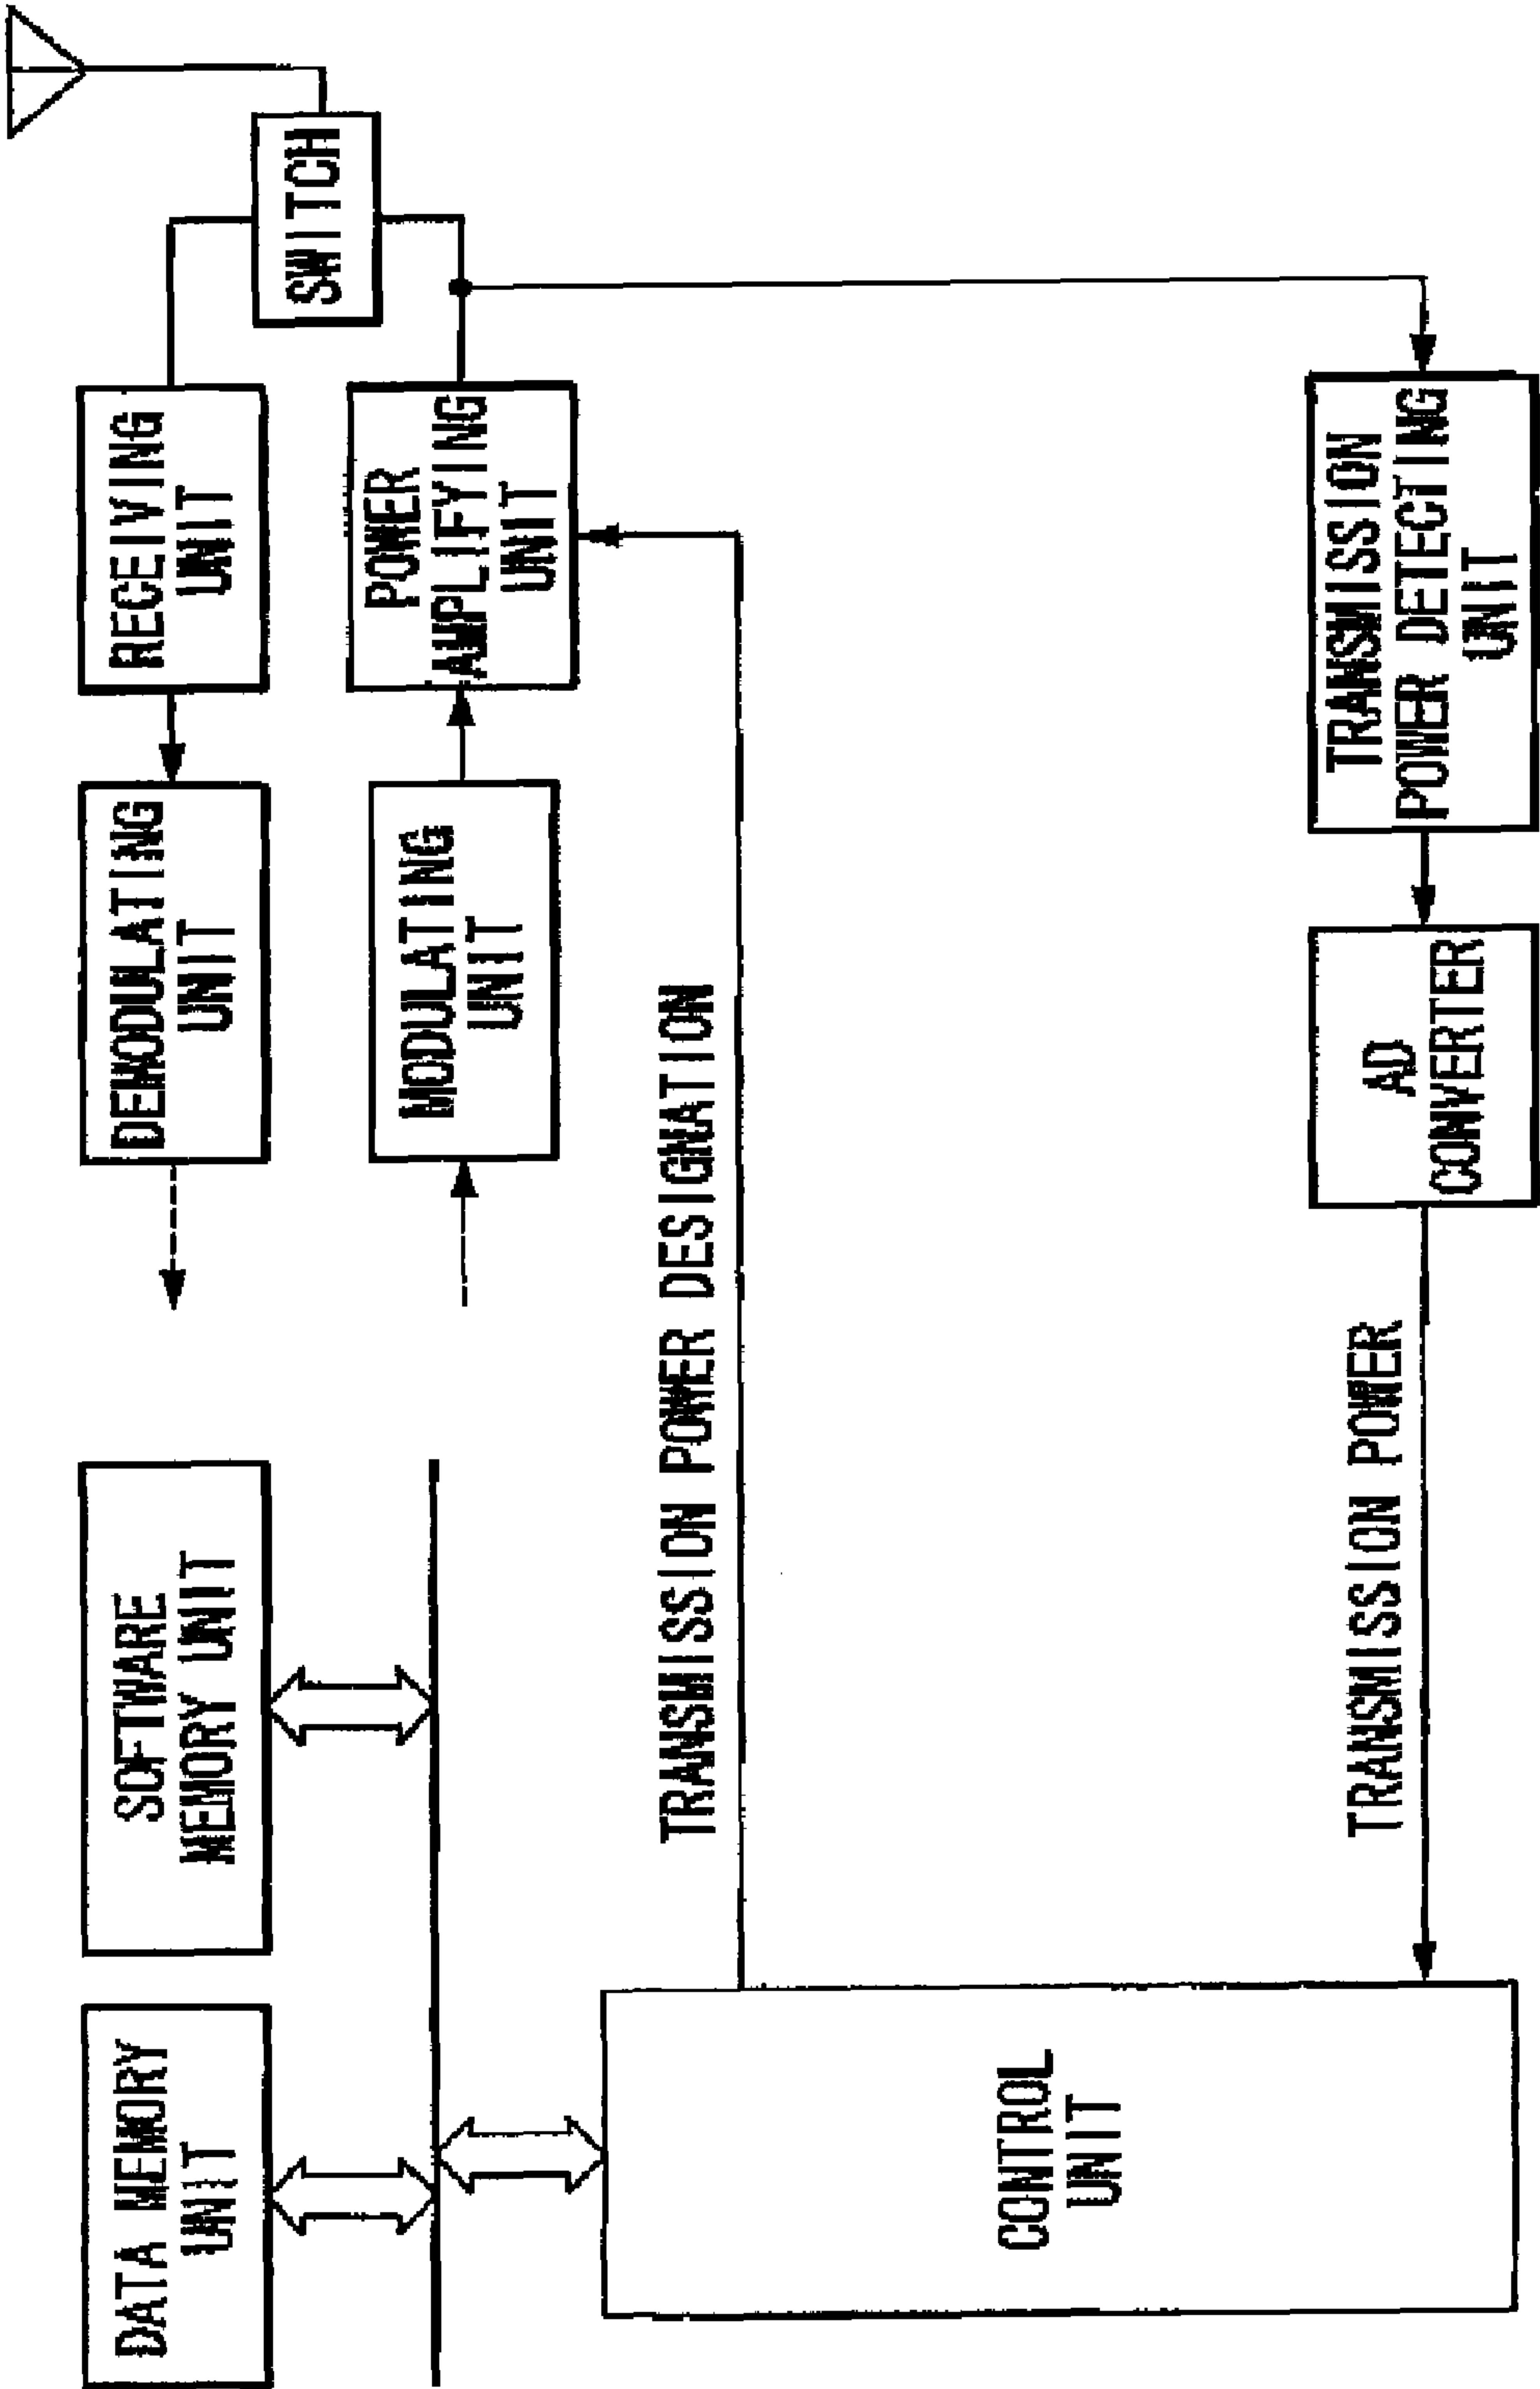 DATA MEMORY
UNIT
SOFTWARE
MEMORY UNIT
DEMODULATING
UNIT
RECEIVING
UNIT
SWITCH
MODULATING
UNIT
POWER
AMPLIFYING
UNIT
TRANSMISSION POWER DESIGNATION
CONTROL
UNIT
TRANSMISSION POWER
AD
CONVERTER
TRANSMISSION
POWER DETECTING
UNIT